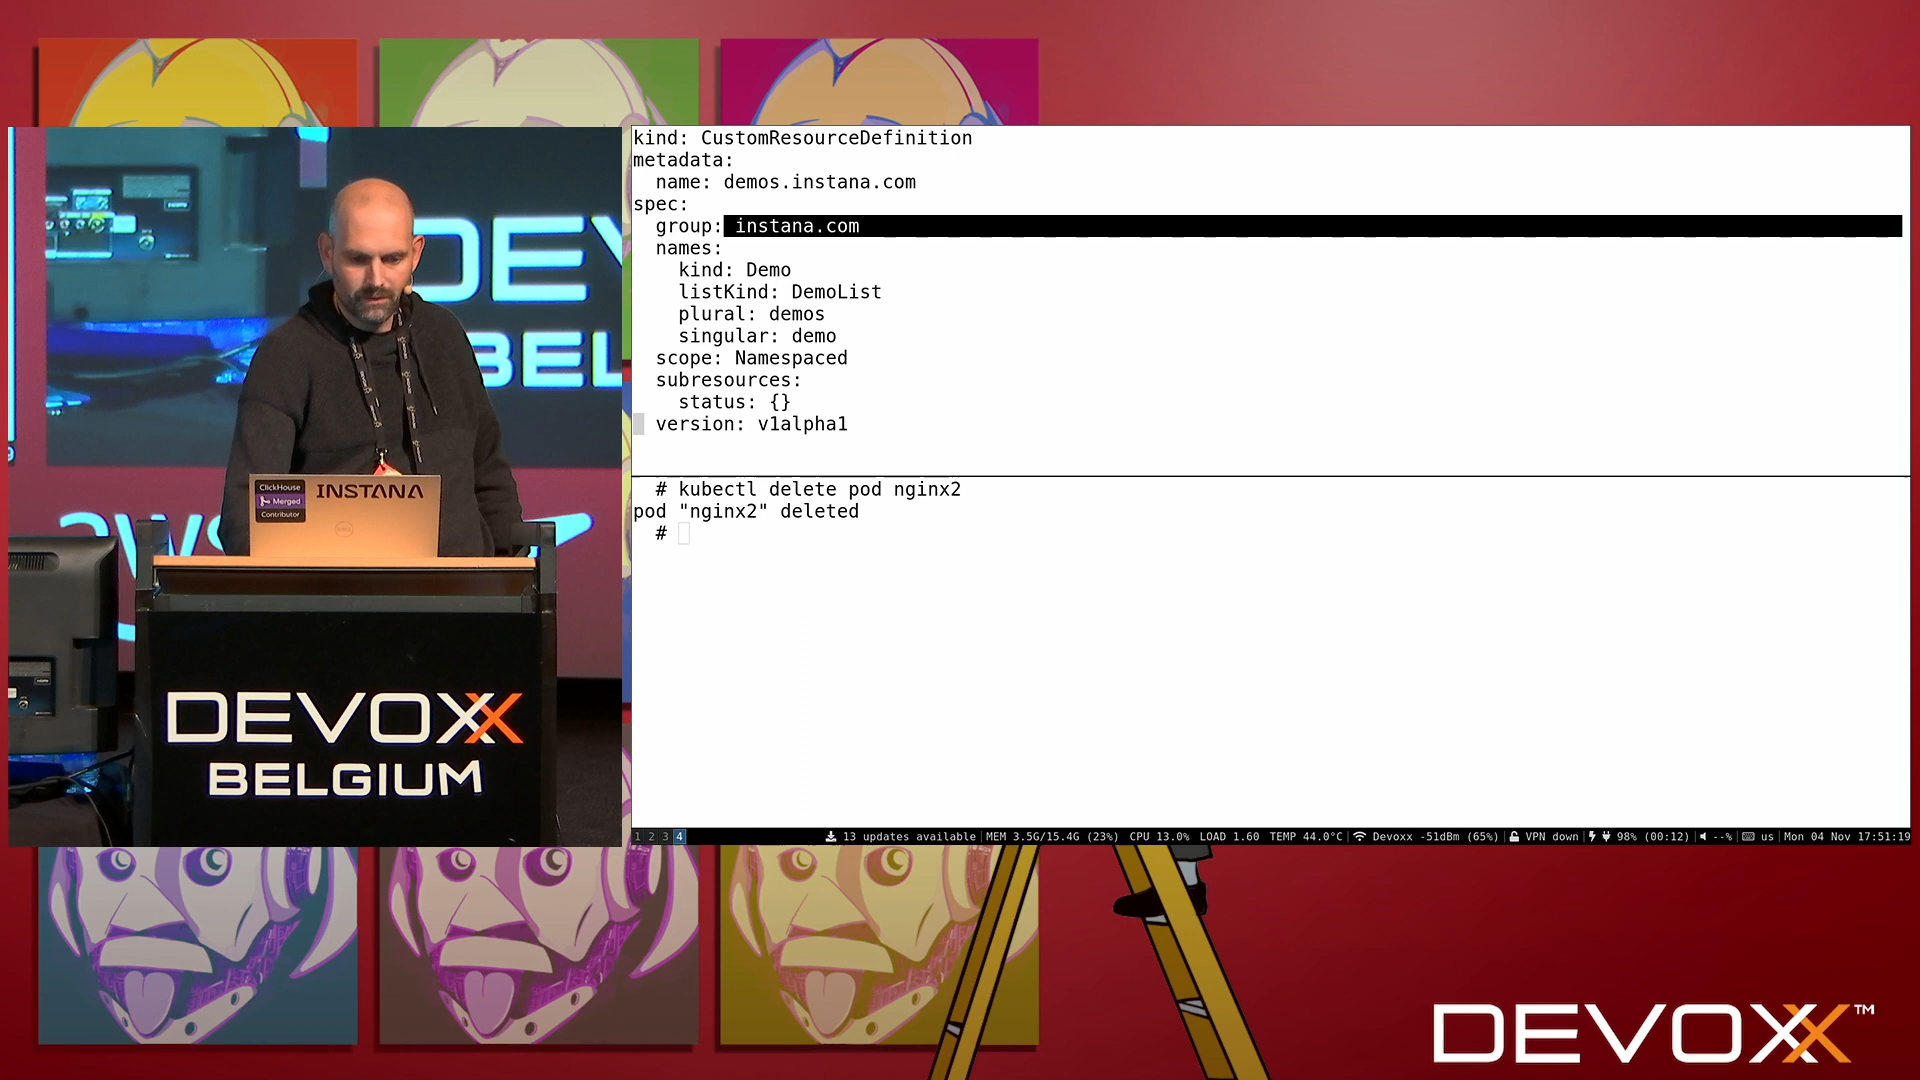 kind: CustomResourceDefinition
metadata:
  name: demos.instana.com
spec:
  group: instana.com
  names:
    kind: Demo
    listKind: DemoList
    plural: demos
    singular: demo
  scope: Namespaced
  subresources:
    status: {}
  version: v1alpha1
  # kubectl delete pod nginx2
pod "nginx2" deleted
  #
1 2 3 4 13 updates available | MEM 3.5G/15.4G (23%) CPU 13.0% LOAD 1.60 TEMP 44.0°C | Devoxx -51dBm (65%) | VPN down | 98% (00:12) | --% | us | Mon 04 Nov 17:51:19
DEV
BEL
ClickHouse
Merged
Contributor
INSTANA
DELL
aws
DEVOXX
BELGIUM
DEVOXX™